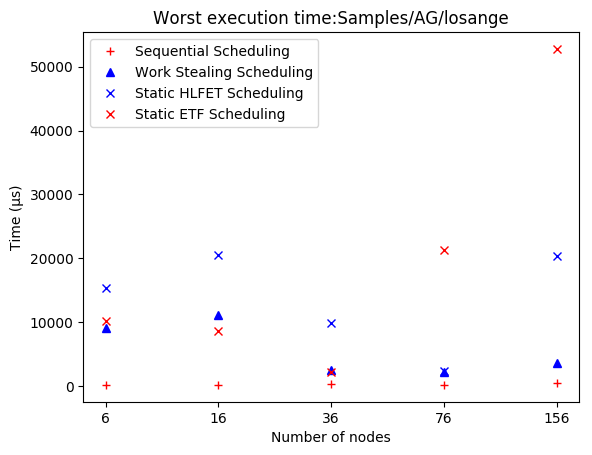 Worst execution time:Samples/AG/losange
Sequential Scheduling
Work Stealing Scheduling
Static HLFET Scheduling
Static ETF Scheduling
50000
40000
30000
20000
10000
0
Time (µs)
6 16 36 76 156
Number of nodes